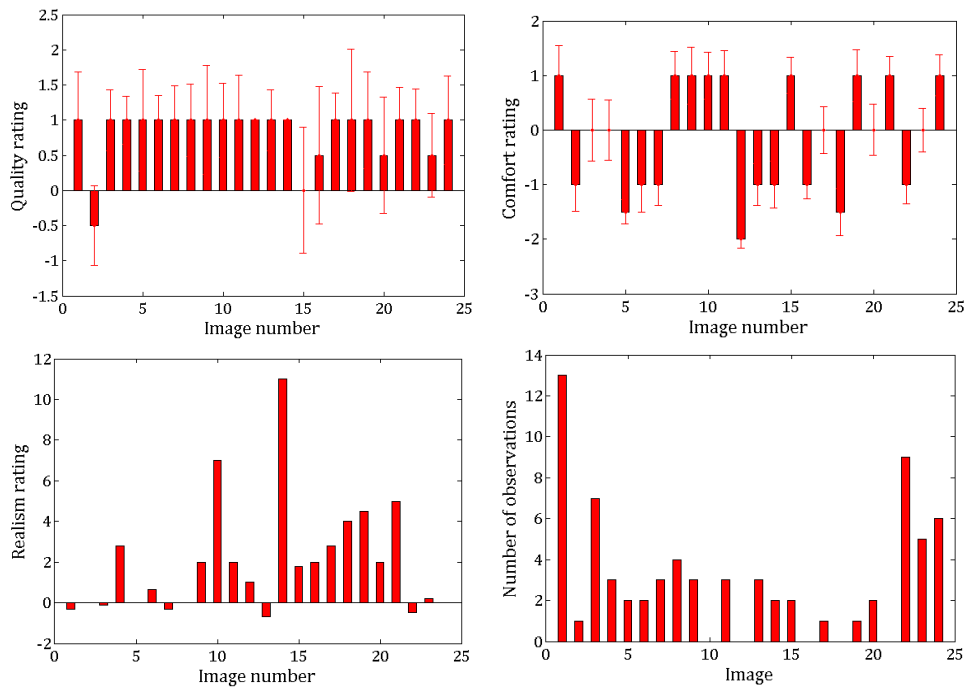 2.5
2
1.5
1
0.5
0
-0.5
-1
-1.5
Quality rating
0 5 10 15 20 25
Image number
2
1
0
-1
-2
-3
Comfort rating
0 5 10 15 20 25
Image number
12
10
8
6
4
2
0
-2
Realism rating
0 5 10 15 20 25
Image number
14
12
10
8
6
4
2
0
Number of observations
0 5 10 15 20 25
Image